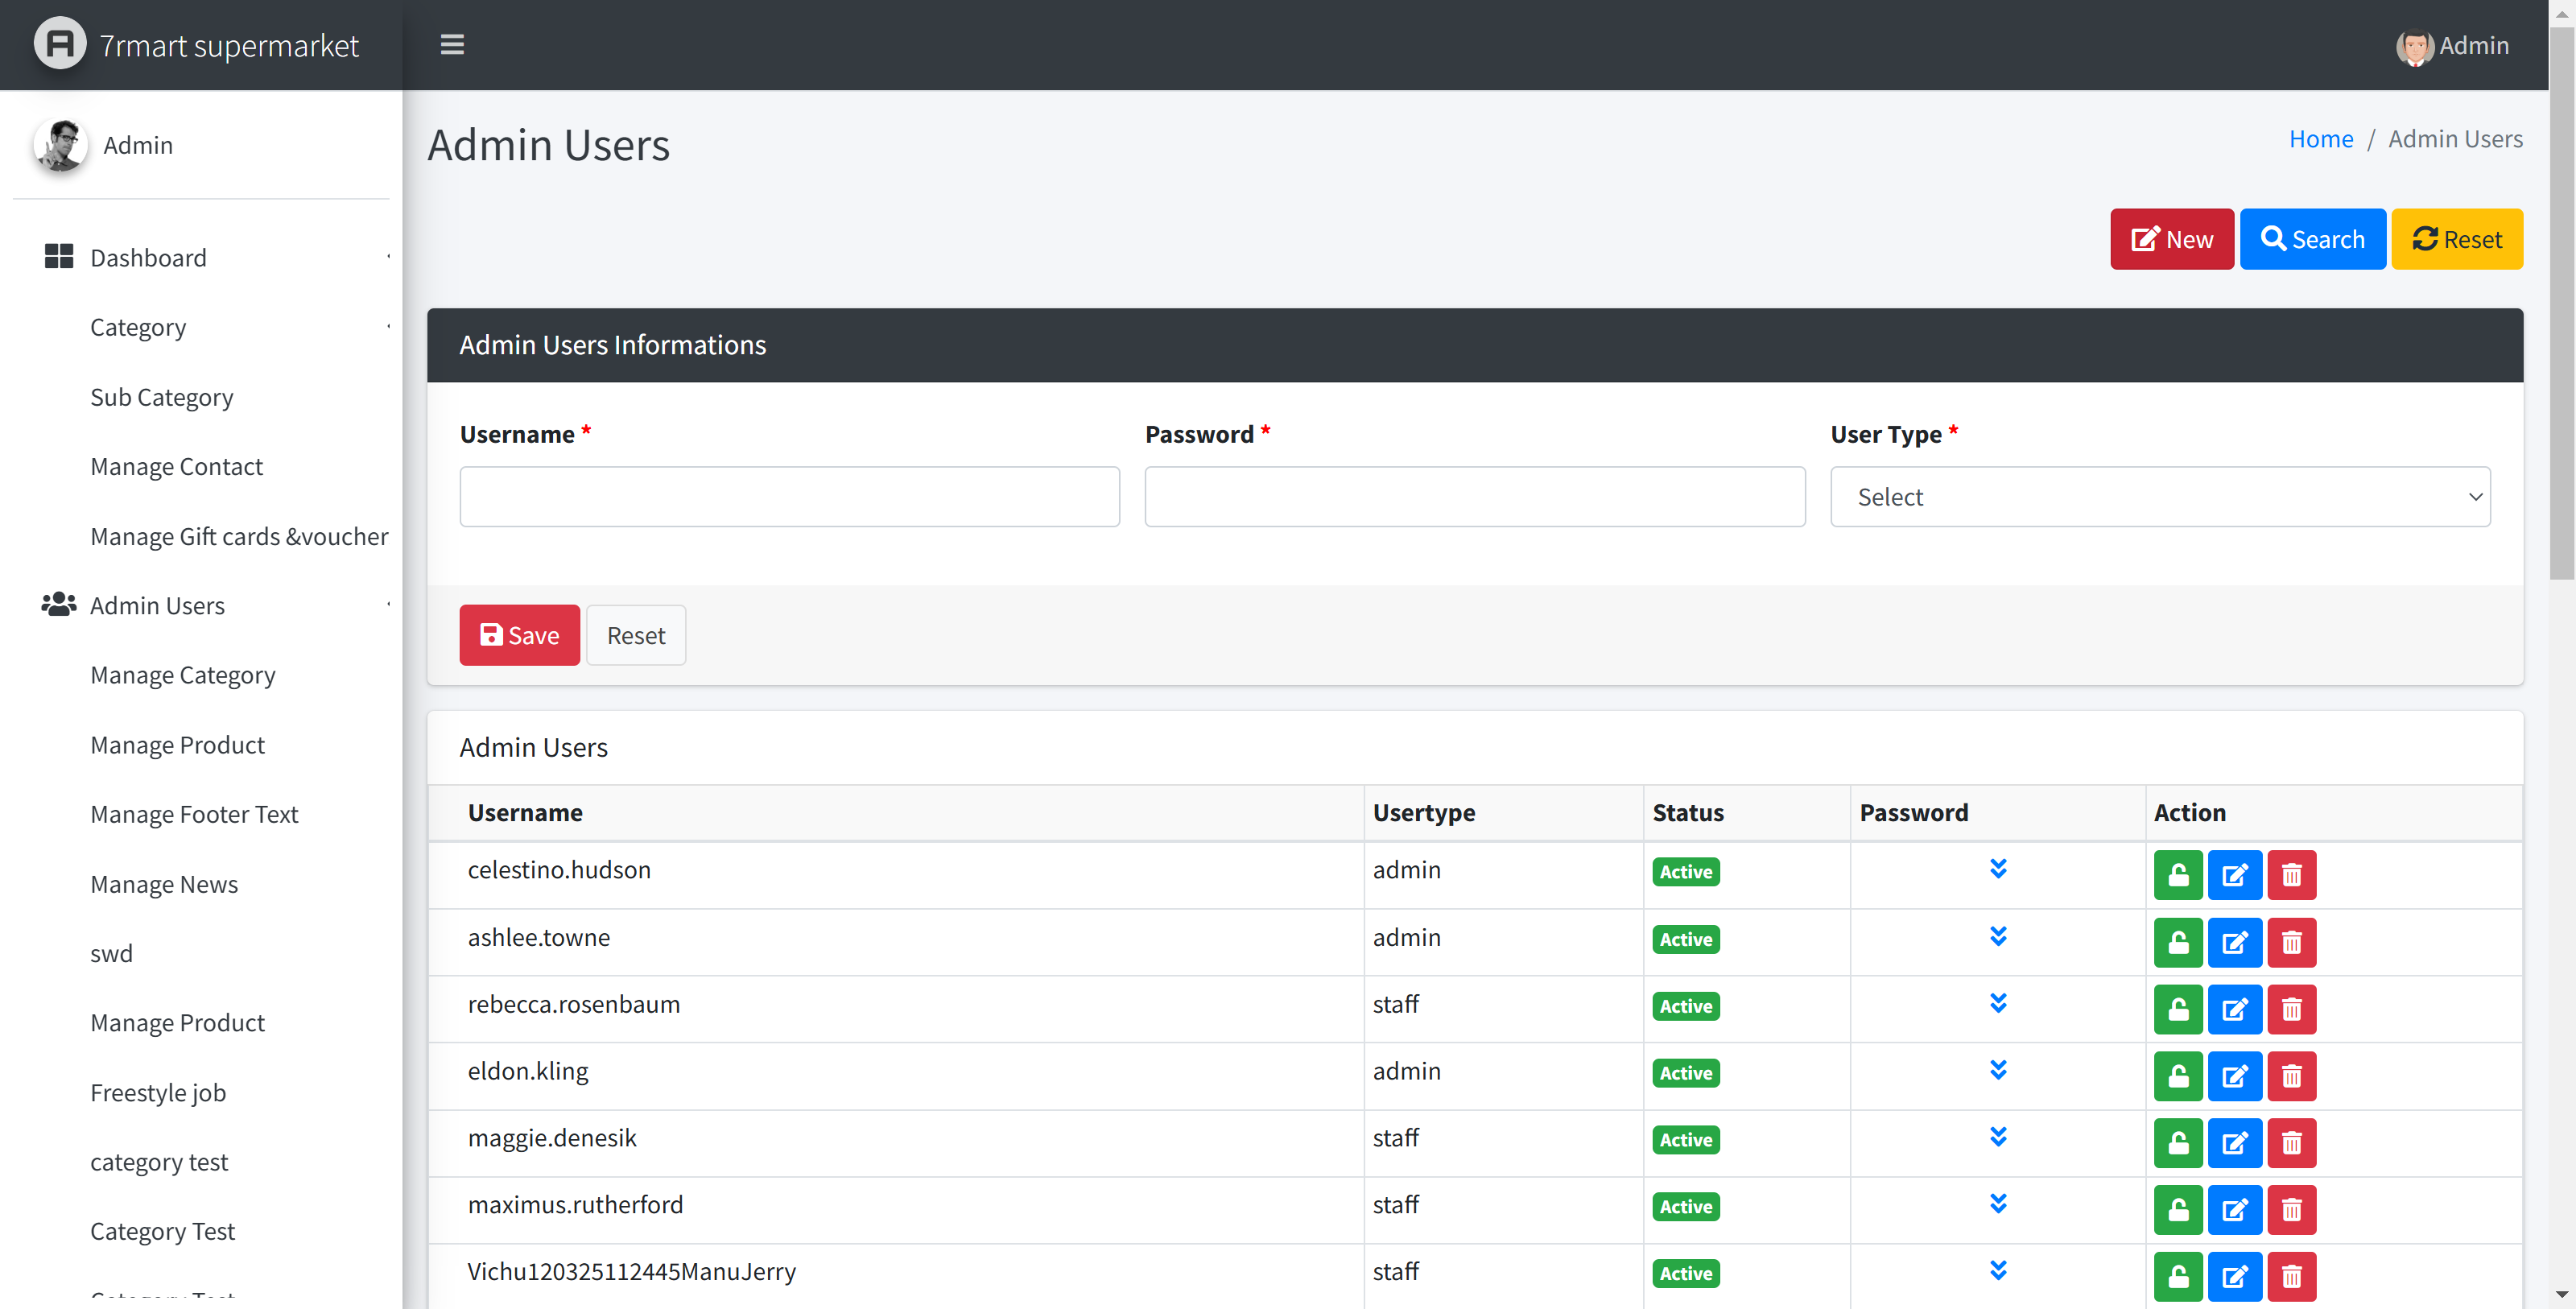 7rmart supermarket
Admin
Admin
Admin Users
Home / Admin Users
New Search Reset
Dashboard
Category
Sub Category
Manage Contact
Manage Gift cards &voucher
Admin Users
Manage Category
Manage Product
Manage Footer Text
Manage News
swd
Manage Product
Freestyle job
category test
Category Test
Category Test
Admin Users Informations
Username * Password * User Type *
Select
Save Reset
Admin Users
Username Usertype Status Password Action
celestino.hudson admin Active
ashlee.towne admin Active
rebecca.rosenbaum staff Active
eldon.kling admin Active
maggie.denesik staff Active
maximus.rutherford staff Active
Vichu120325112445ManuJerry staff Active